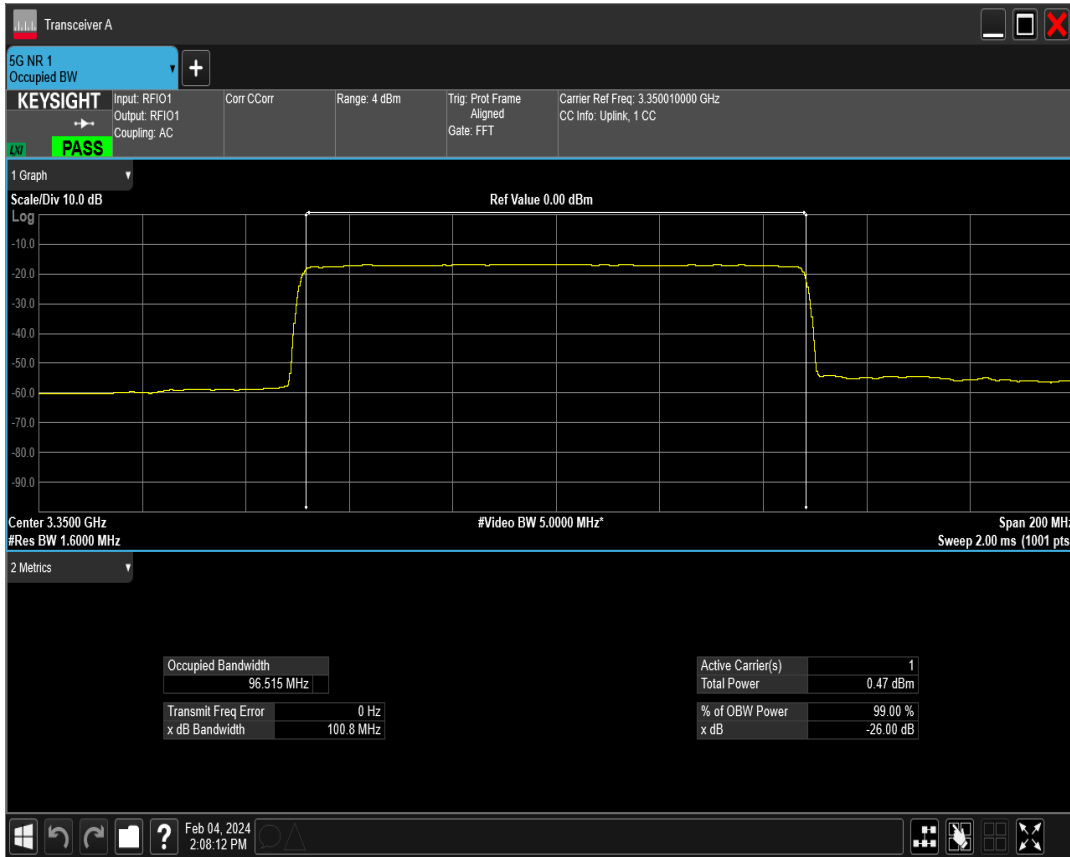 Transceiver A
5G NR 1
Occupied BW
+
KEYSIGHT
LXI
PASS
Input: RFIO1
Output: RFIO1
Coupling: AC
Corr CCorr
Range: 4 dBm
Trig: Prot Frame
Aligned
Gate: FFT
Carrier Ref Freq: 3.350010000 GHz
CC Info: Uplink, 1 CC
1 Graph
Scale/Div 10.0 dB
Ref Value 0.00 dBm
Log
-10.0
-20.0
-30.0
-40.0
-50.0
-60.0
-70.0
-80.0
-90.0
Center 3.3500 GHz
#Video BW 5.0000 MHz*
Span 200 MHz
#Res BW 1.6000 MHz
Sweep 2.00 ms (1001 pts
2 Metrics
Occupied Bandwidth
96.515 MHz
Transmit Freq Error 0 Hz
x dB Bandwidth 100.8 MHz
Active Carrier(s) 1
Total Power 0.47 dBm
% of OBW Power 99.00 %
x dB -26.00 dB
?
Feb 04, 2024
2:08:12 PM